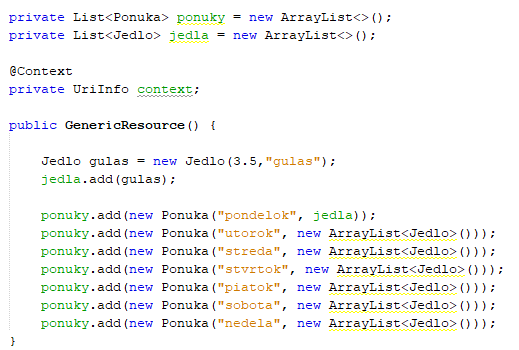 private List<Ponuka> ponuky = new ArrayList<>();
private List<Jedlo> jedla = new ArrayList<>();

@Context
private UriInfo context;

public GenericResource() {

    Jedlo gulas = new Jedlo(3.5,"gulas");
    jedla.add(gulas);

    ponuky.add(new Ponuka("pondelok", jedla));
    ponuky.add(new Ponuka("utorok", new ArrayList<Jedlo>()));
    ponuky.add(new Ponuka("streda", new ArrayList<Jedlo>()));
    ponuky.add(new Ponuka("stvrtok", new ArrayList<Jedlo>()));
    ponuky.add(new Ponuka("piatok", new ArrayList<Jedlo>()));
    ponuky.add(new Ponuka("sobota", new ArrayList<Jedlo>()));
    ponuky.add(new Ponuka("nedela", new ArrayList<Jedlo>()));
}